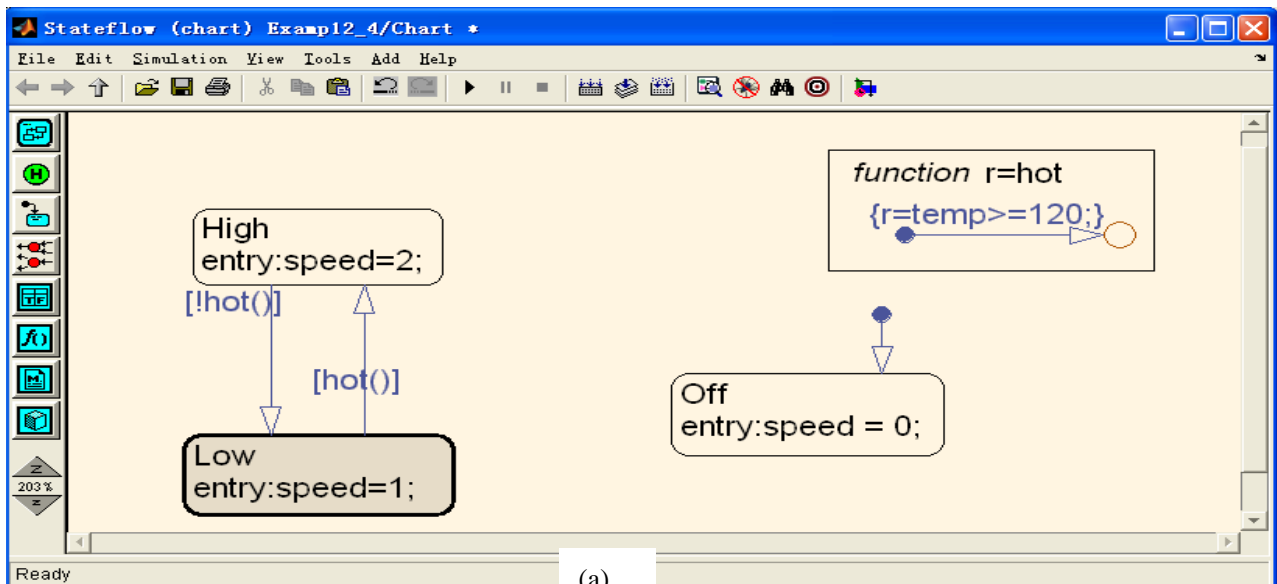 Stateflow (chart) Examp12_4/Chart *
File Edit Simulation View Tools Add Help
function r=hot
{r=temp>=120;}
High
entry:speed=2;
[!hot()]
[hot()]
Off
entry:speed = 0;
Low
entry:speed=1;
203%
Ready
(a)